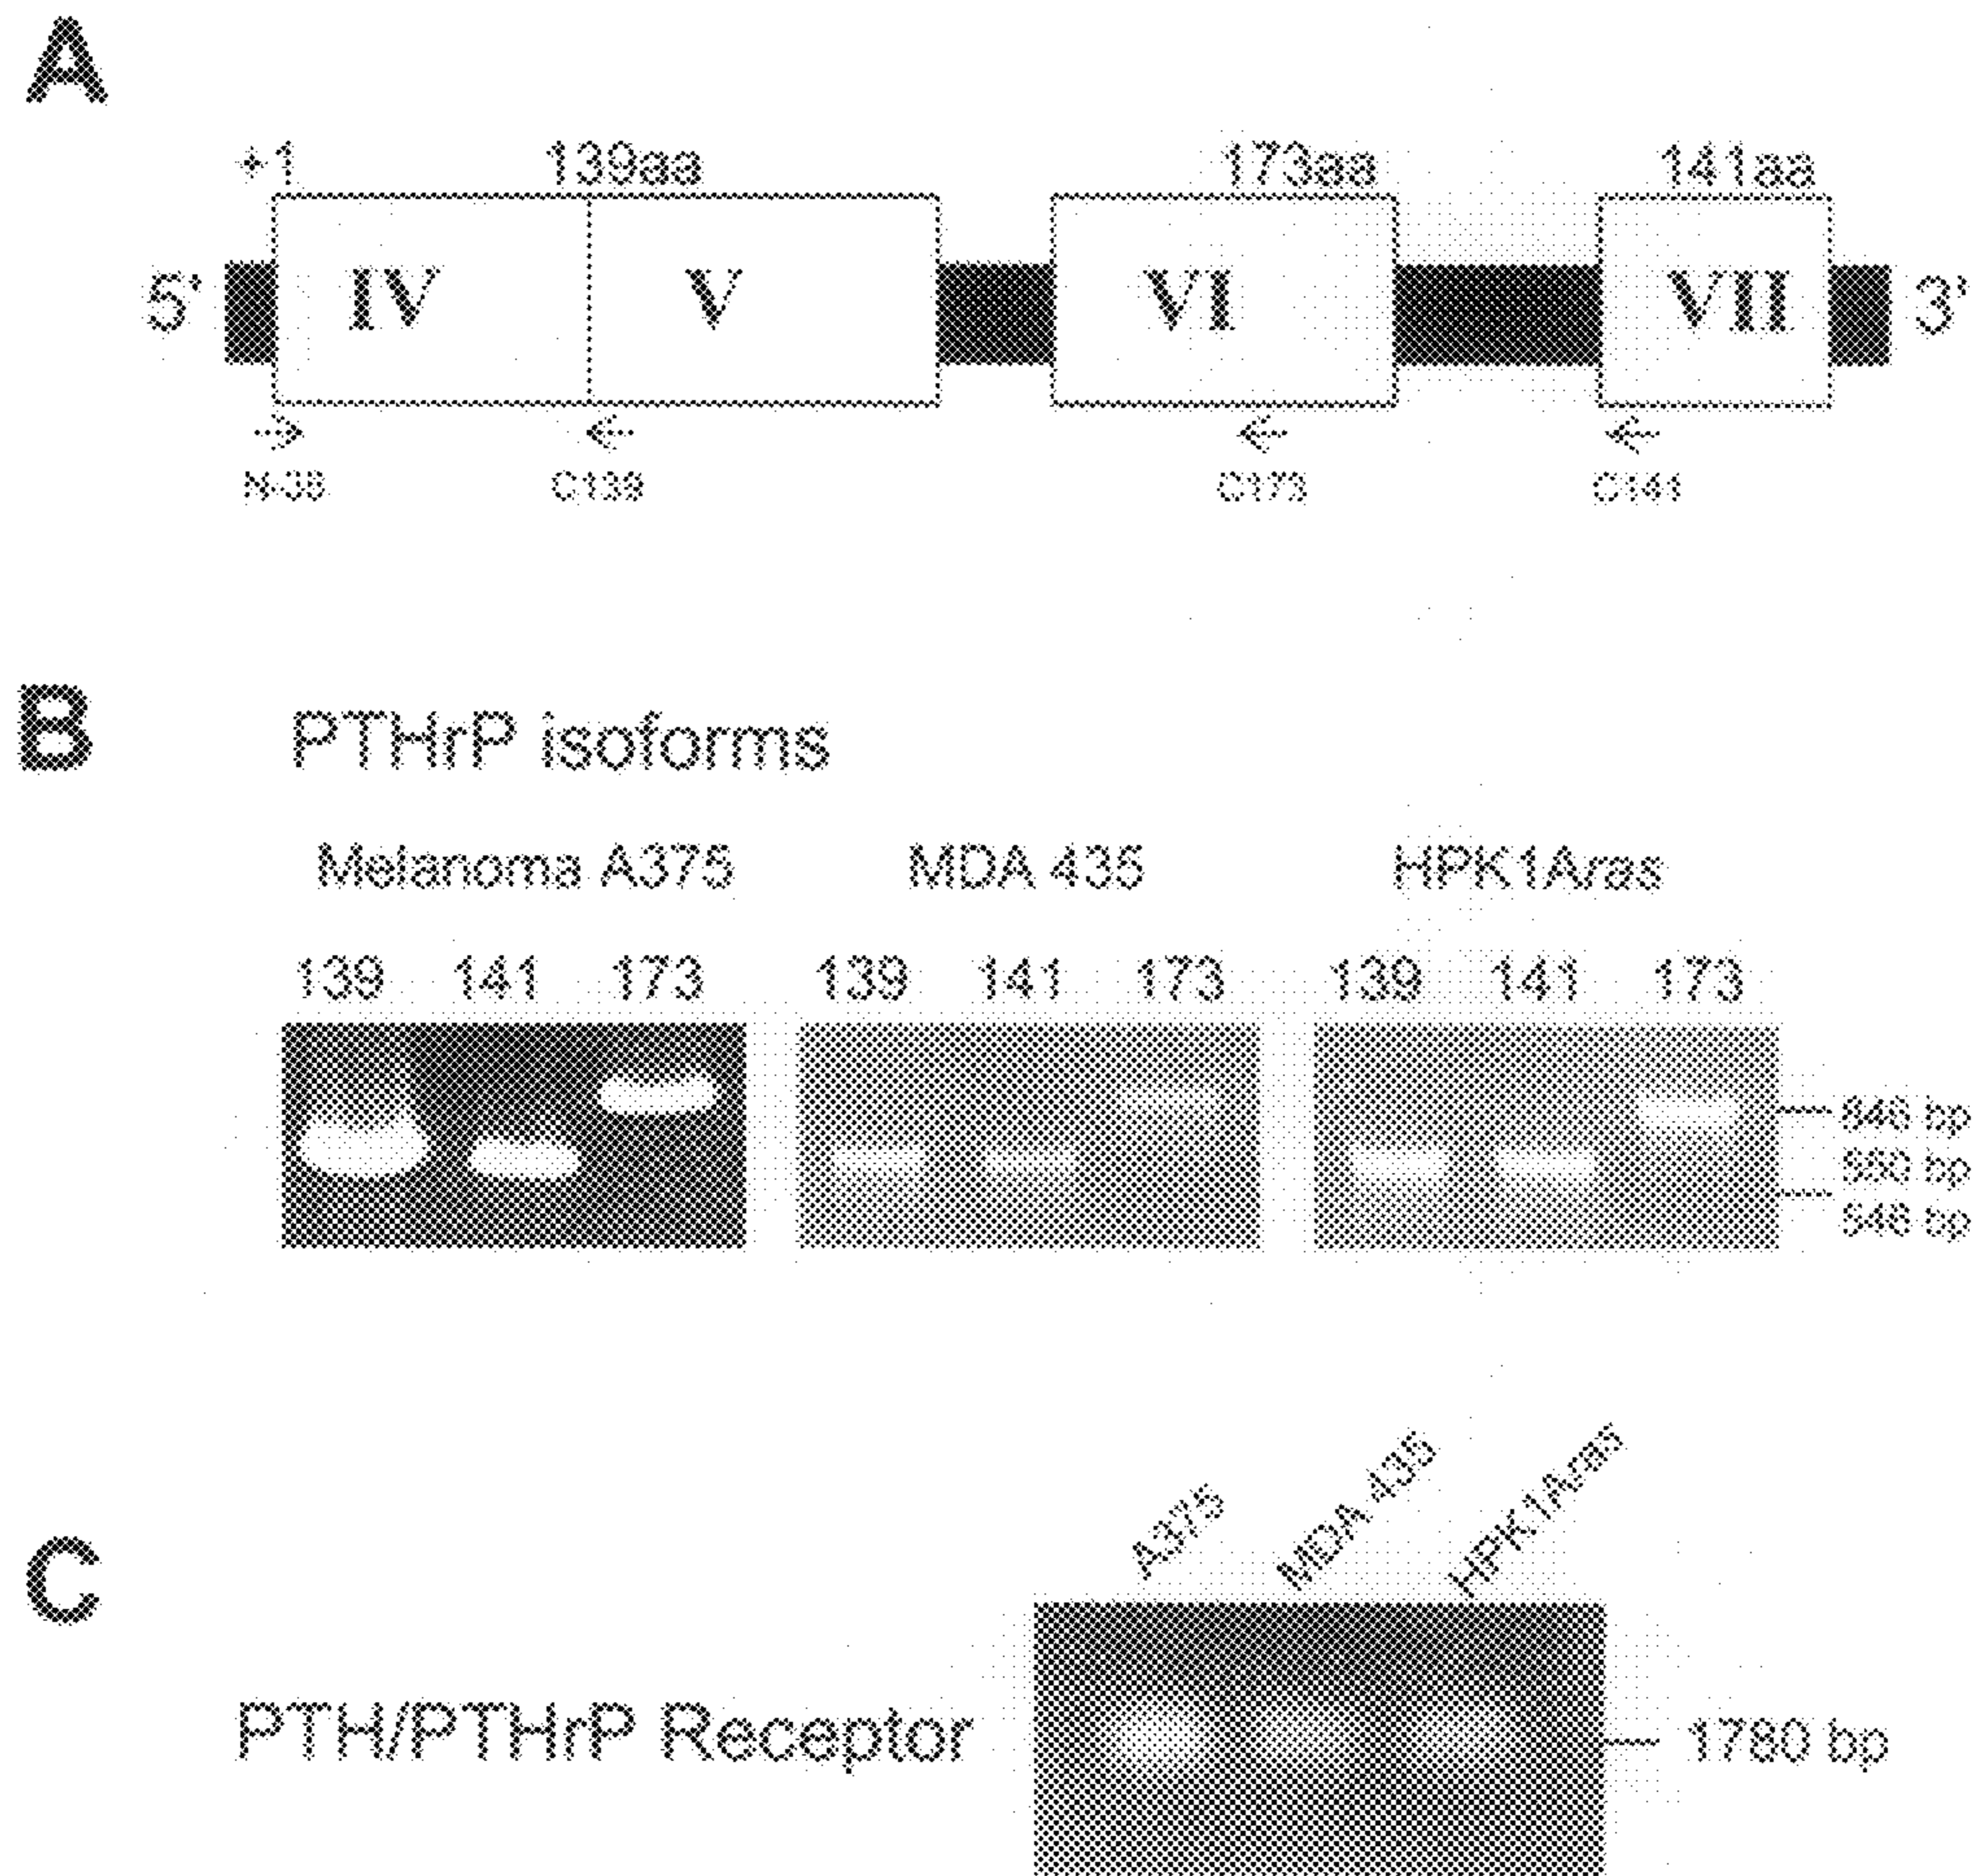 A
+1 139aa 173aa 141aa
5' IV V VI VII 3'
C139 C173 C141
B PTHrP isoforms
Melanoma A375 MDA 435 HPK1Aras
139 141 173 139 141 173 139 141 173
bp
bp
bp
A375 MDA 435 HPK1Aras
C
PTH/PTHrP Receptor 1780 bp